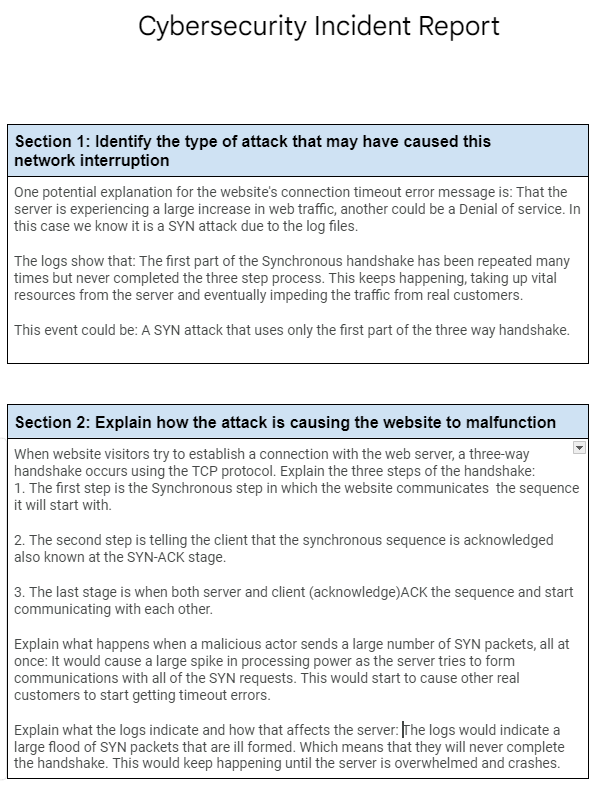 Cybersecurity Incident Report
Section 1: Identify the type of attack that may have caused this
network interruption
One potential explanation for the website's connection timeout error message is: That the
server is experiencing a large increase in web traffic, another could be a Denial of service. In
this case we know it is a SYN attack due to the log files.
The logs show that: The first part of the Synchronous handshake has been repeated many
times but never completed the three step process. This keeps happening, taking up vital
resources from the server and eventually impeding the traffic from real customers.
This event could be: A SYN attack that uses only the first part of the three way handshake.
Section 2: Explain how the attack is causing the website to malfunction
When website visitors try to establish a connection with the web server, a three-way
handshake occurs using the TCP protocol. Explain the three steps of the handshake:
1. The first step is the Synchronous step in which the website communicates  the sequence
it will start with.
2. The second step is telling the client that the synchronous sequence is acknowledged
also known at the SYN-ACK stage.
3. The last stage is when both server and client (acknowledge)ACK the sequence and start
communicating with each other.
Explain what happens when a malicious actor sends a large number of SYN packets, all at
once: It would cause a large spike in processing power as the server tries to form
communications with all of the SYN requests. This would start to cause other real
customers to start getting timeout errors.
Explain what the logs indicate and how that affects the server: The logs would indicate a
large flood of SYN packets that are ill formed. Which means that they will never complete
the handshake. This would keep happening until the server is overwhelmed and crashes.